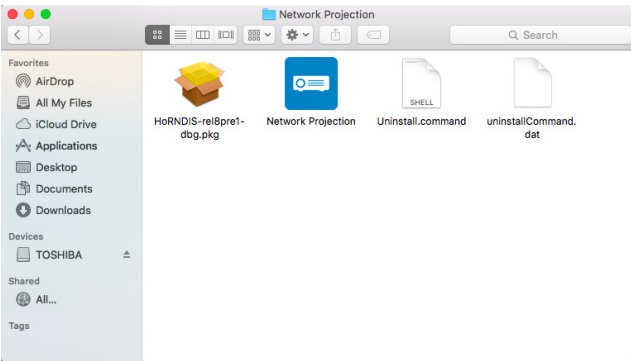 Network Projection
Search
Favorites
AirDrop
All My Files
iCloud Drive
Applications
Desktop
Documents
Downloads
Devices
TOSHIBA
Shared
All...
Tags
HoRNDIS-rel8pre1-
dbg.pkg
Network Projection
SHELL
Uninstall.command
uninstallCommand.
dat